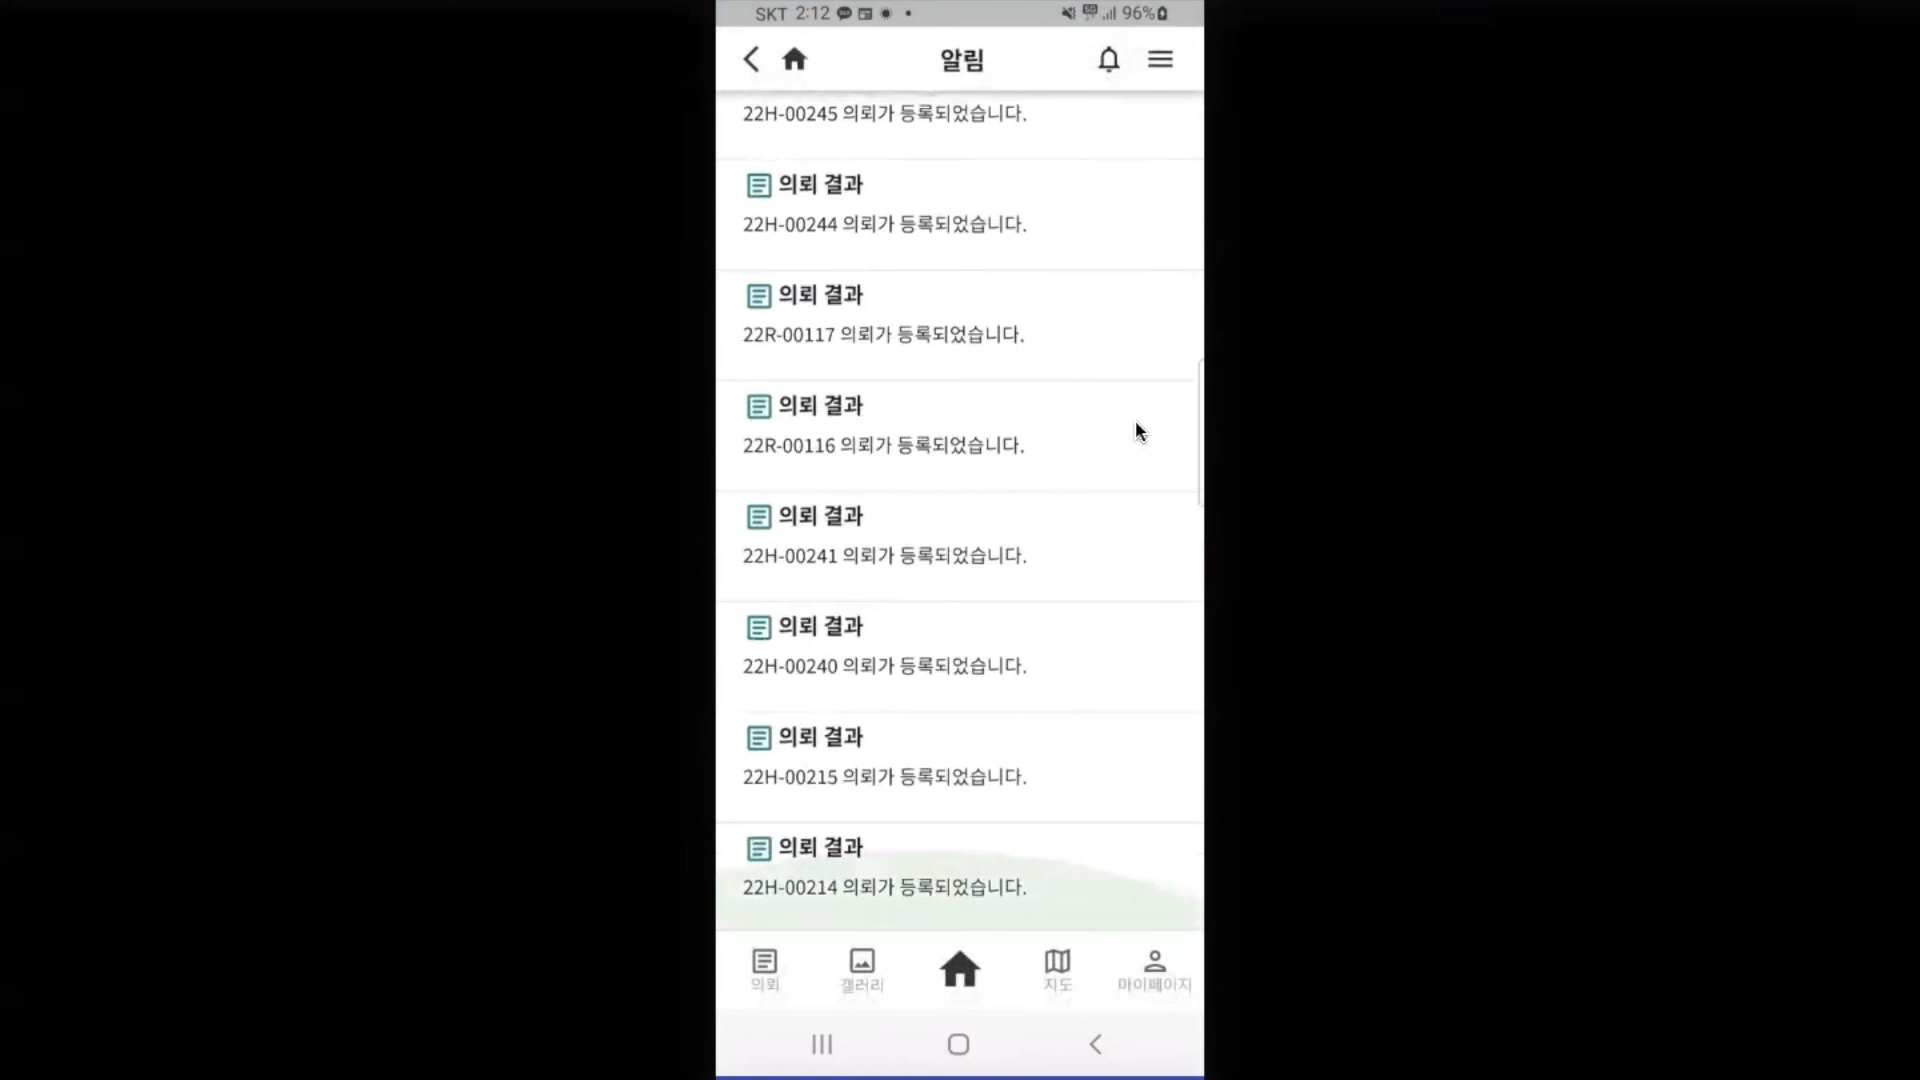 SKT 2:12 96%
알림
22H-00245 의뢰가 등록되었습니다.
의뢰 결과
22H-00244 의뢰가 등록되었습니다.
의뢰 결과
22R-00117 의뢰가 등록되었습니다.
의뢰 결과
22R-00116 의뢰가 등록되었습니다.
의뢰 결과
22H-00241 의뢰가 등록되었습니다.
의뢰 결과
22H-00240 의뢰가 등록되었습니다.
의뢰 결과
22H-00215 의뢰가 등록되었습니다.
의뢰 결과
22H-00214 의뢰가 등록되었습니다.
의뢰 갤러리 지도 마이페이지